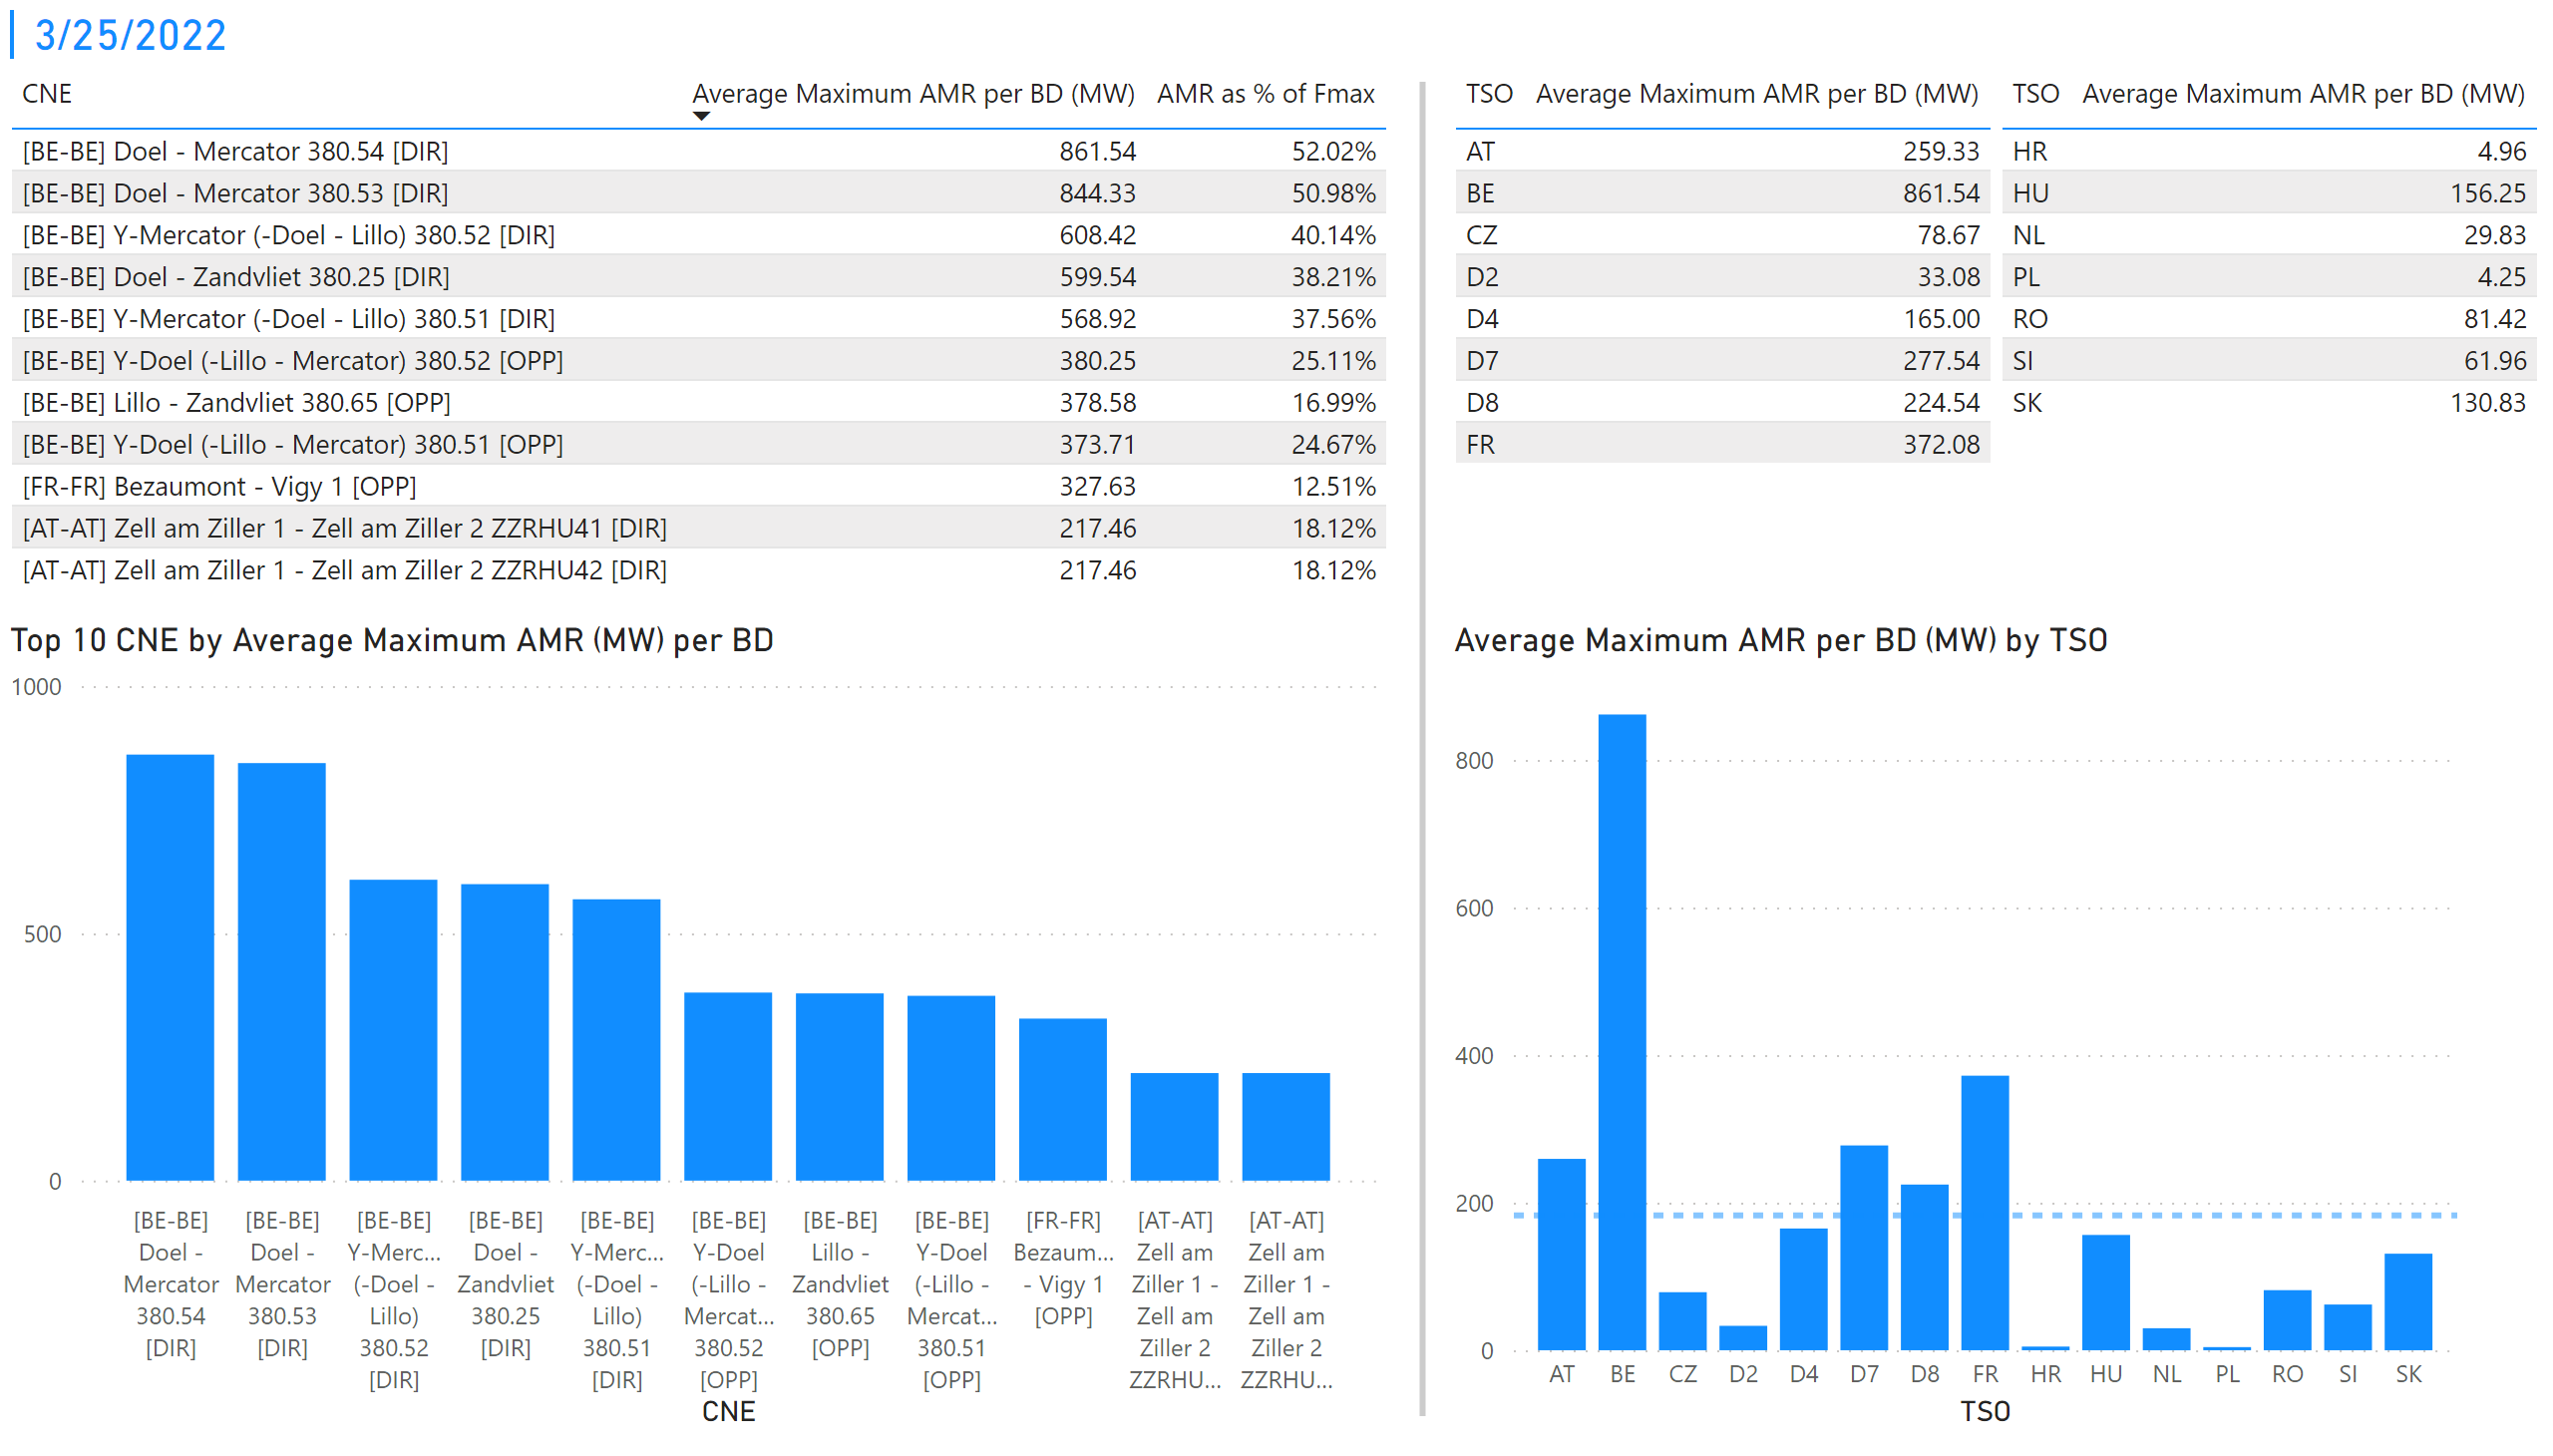 3/25/2022
CNE Average Maximum AMR per BD (MW) AMR as % of Fmax
[BE-BE] Doel - Mercator 380.54 [DIR] 861.54 52.02%
[BE-BE] Doel - Mercator 380.53 [DIR] 844.33 50.98%
[BE-BE] Y-Mercator (-Doel - Lillo) 380.52 [DIR] 608.42 40.14%
[BE-BE] Doel - Zandvliet 380.25 [DIR] 599.54 38.21%
[BE-BE] Y-Mercator (-Doel - Lillo) 380.51 [DIR] 568.92 37.56%
[BE-BE] Y-Doel (-Lillo - Mercator) 380.52 [OPP] 380.25 25.11%
[BE-BE] Lillo - Zandvliet 380.65 [OPP] 378.58 16.99%
[BE-BE] Y-Doel (-Lillo - Mercator) 380.51 [OPP] 373.71 24.67%
[FR-FR] Bezaumont - Vigy 1 [OPP] 327.63 12.51%
[AT-AT] Zell am Ziller 1 - Zell am Ziller 2 ZZRHU41 [DIR] 217.46 18.12%
[AT-AT] Zell am Ziller 1 - Zell am Ziller 2 ZZRHU42 [DIR] 217.46 18.12%
TSO Average Maximum AMR per BD (MW)
AT 259.33
BE 861.54
CZ 78.67
D2 33.08
D4 165.00
D7 277.54
D8 224.54
FR 372.08
TSO Average Maximum AMR per BD (MW)
HR 4.96
HU 156.25
NL 29.83
PL 4.25
RO 81.42
SI 61.96
SK 130.83
Top 10 CNE by Average Maximum AMR (MW) per BD
1000
500
0
[BE-BE]
Doel -
Mercator
380.54
[DIR]
[BE-BE]
Doel -
Mercator
380.53
[DIR]
[BE-BE]
Y-Merc...
(-Doel -
Lillo)
380.52
[DIR]
[BE-BE]
Doel -
Zandvliet
380.25
[DIR]
[BE-BE]
Y-Merc...
(-Doel -
Lillo)
380.51
[DIR]
[BE-BE]
Y-Doel
(-Lillo -
Mercat...
380.52
[OPP]
[BE-BE]
Lillo -
Zandvliet
380.65
[OPP]
[BE-BE]
Y-Doel
(-Lillo -
Mercat...
380.51
[OPP]
[FR-FR]
Bezaum...
- Vigy 1
[OPP]
[AT-AT]
Zell am
Ziller 1 -
Zell am
Ziller 2
ZZRHU...
[AT-AT]
Zell am
Ziller 1 -
Zell am
Ziller 2
ZZRHU...
CNE
Average Maximum AMR per BD (MW) by TSO
800
600
400
200
0
AT BE CZ D2 D4 D7 D8 FR HR HU NL PL RO SI SK
TSO